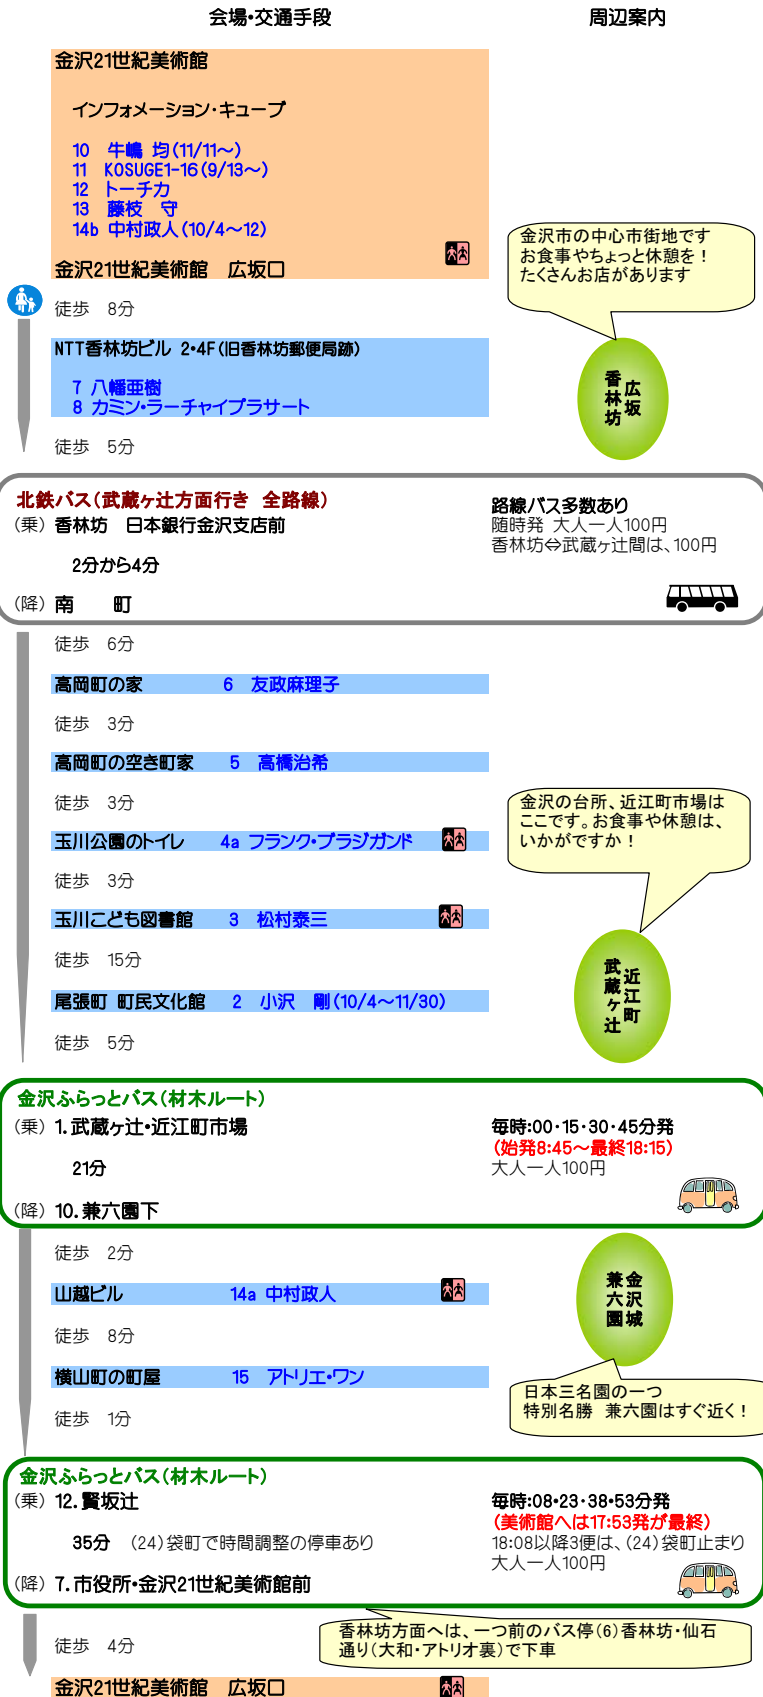 会場・交通手段
周辺案内
金沢21世紀美術館
インフォメーション・キューブ
10 牛嶋 均(11/11～)
11 KOSUGE1-16(9/13～)
12 トーチカ
13 藤枝 守
14b 中村政人(10/4～12)
金沢21世紀美術館 広坂口
金沢市の中心市街地です
お食事やちょっと休憩を！
たくさんお店があります
徒歩 8分
NTT香林坊ビル 2・4F(旧香林坊郵便局跡)
7 八幡亜樹
8 カミン・ラーチャイプラサート
広坂
香林坊
徒歩 5分
北鉄バス(武蔵ヶ辻方面行き 全路線)
(乗) 香林坊 日本銀行金沢支店前
2分から4分
(降) 南 町
路線バス多数あり
随時発 大人一人100円
香林坊⇔武蔵ヶ辻間は、100円
徒歩 6分
高岡町の家 6 友政麻理子
徒歩 3分
高岡町の空き町家 5 高橋治希
徒歩 3分
玉川公園のトイレ 4a フランク・ブラジガンド
徒歩 3分
玉川こども図書館 3 松村泰三
徒歩 15分
尾張町 町民文化館 2 小沢 剛(10/4～11/30)
徒歩 5分
金沢の台所、近江町市場は
ここです。お食事や休憩は、
いかがですか！
近江町
武蔵ヶ辻
金沢ふらっとバス(材木ルート)
(乗) 1.武蔵ヶ辻・近江町市場
21分
(降) 10.兼六園下
毎時:00・15・30・45分発
(始発8:45～最終18:15)
大人一人100円
徒歩 2分
山越ビル 14a 中村政人
徒歩 8分
横山町の町屋 15 アトリエ・ワン
徒歩 1分
金沢城
兼六園
日本三名園の一つ
特別名勝 兼六園はすぐ近く！
金沢ふらっとバス(材木ルート)
(乗) 12.賢坂辻
35分 (24)袋町で時間調整の停車あり
(降) 7.市役所・金沢21世紀美術館前
毎時:08・23・38・53分発
(美術館へは17:53発が最終)
18:08以降3便は、(24)袋町止まり
大人一人100円
香林坊方面へは、一つ前のバス停(6)香林坊・仙石
通り(大和・アトリオ裏)で下車
徒歩 4分
金沢21世紀美術館 広坂口